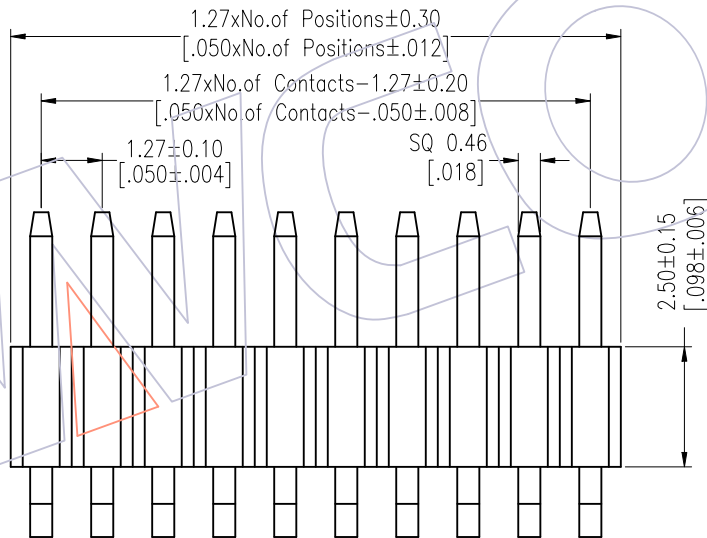 1.27xNo.of Positions±0.30
[.050xNo.of Positions±.012]
1.27xNo.of Contacts-1.27±0.20
[.050xNo.of Contacts-.050±.008]
1.27±0.10
[.050±.004]
SQ 0.46
[.018]
2.50±0.15
[.098±.006]